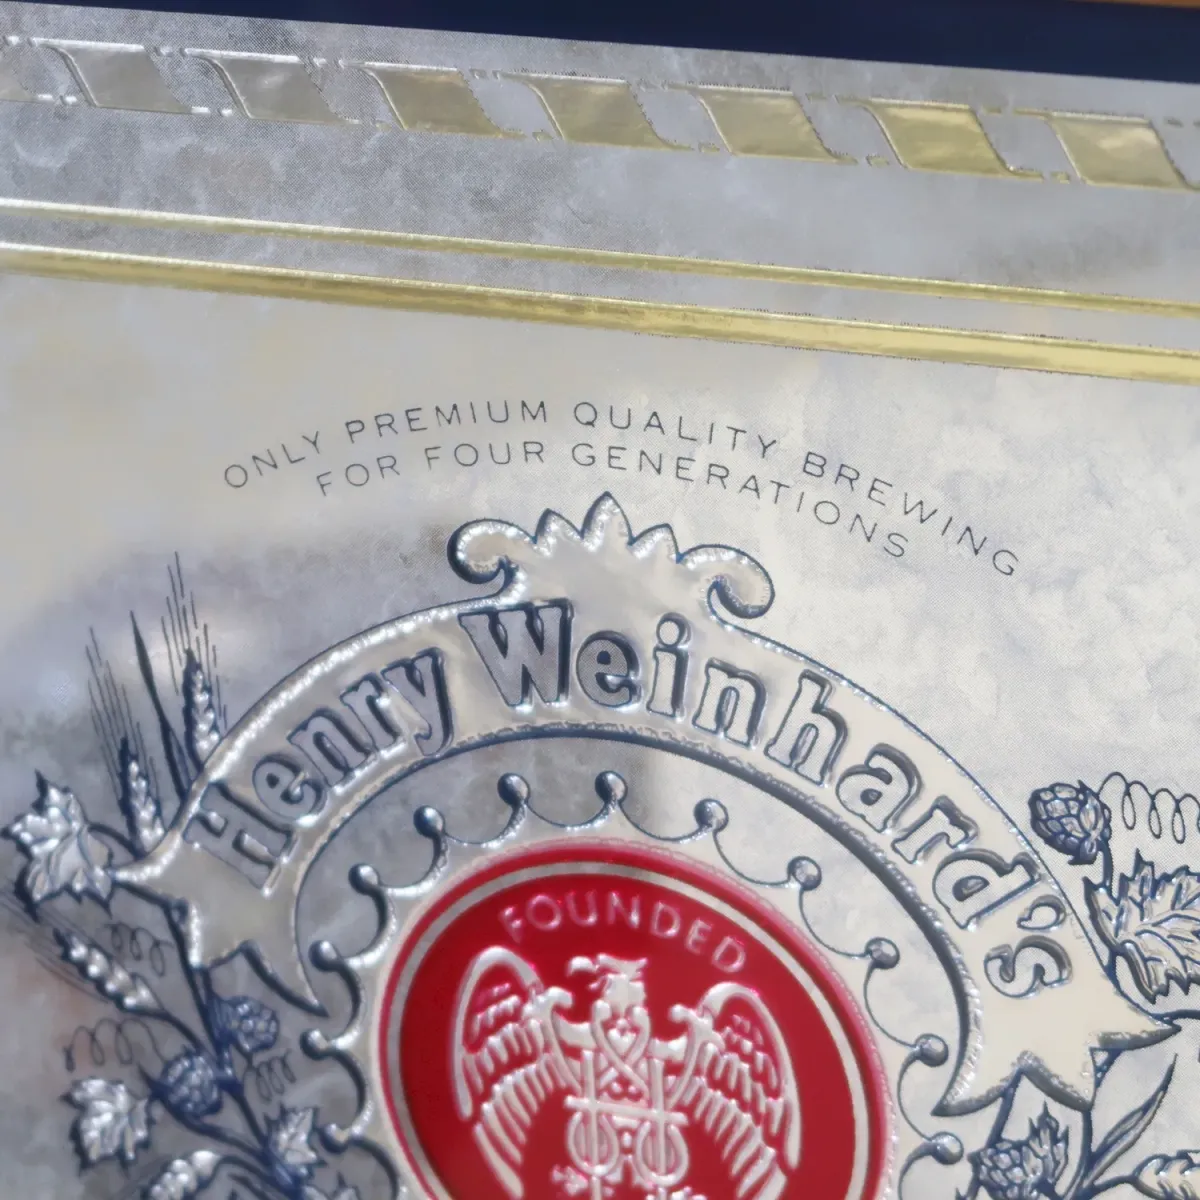 ONLY PREMIUM QUALITY BREWING
FOR FOUR GENERATIONS
Henry Weinhard's
FOUNDED